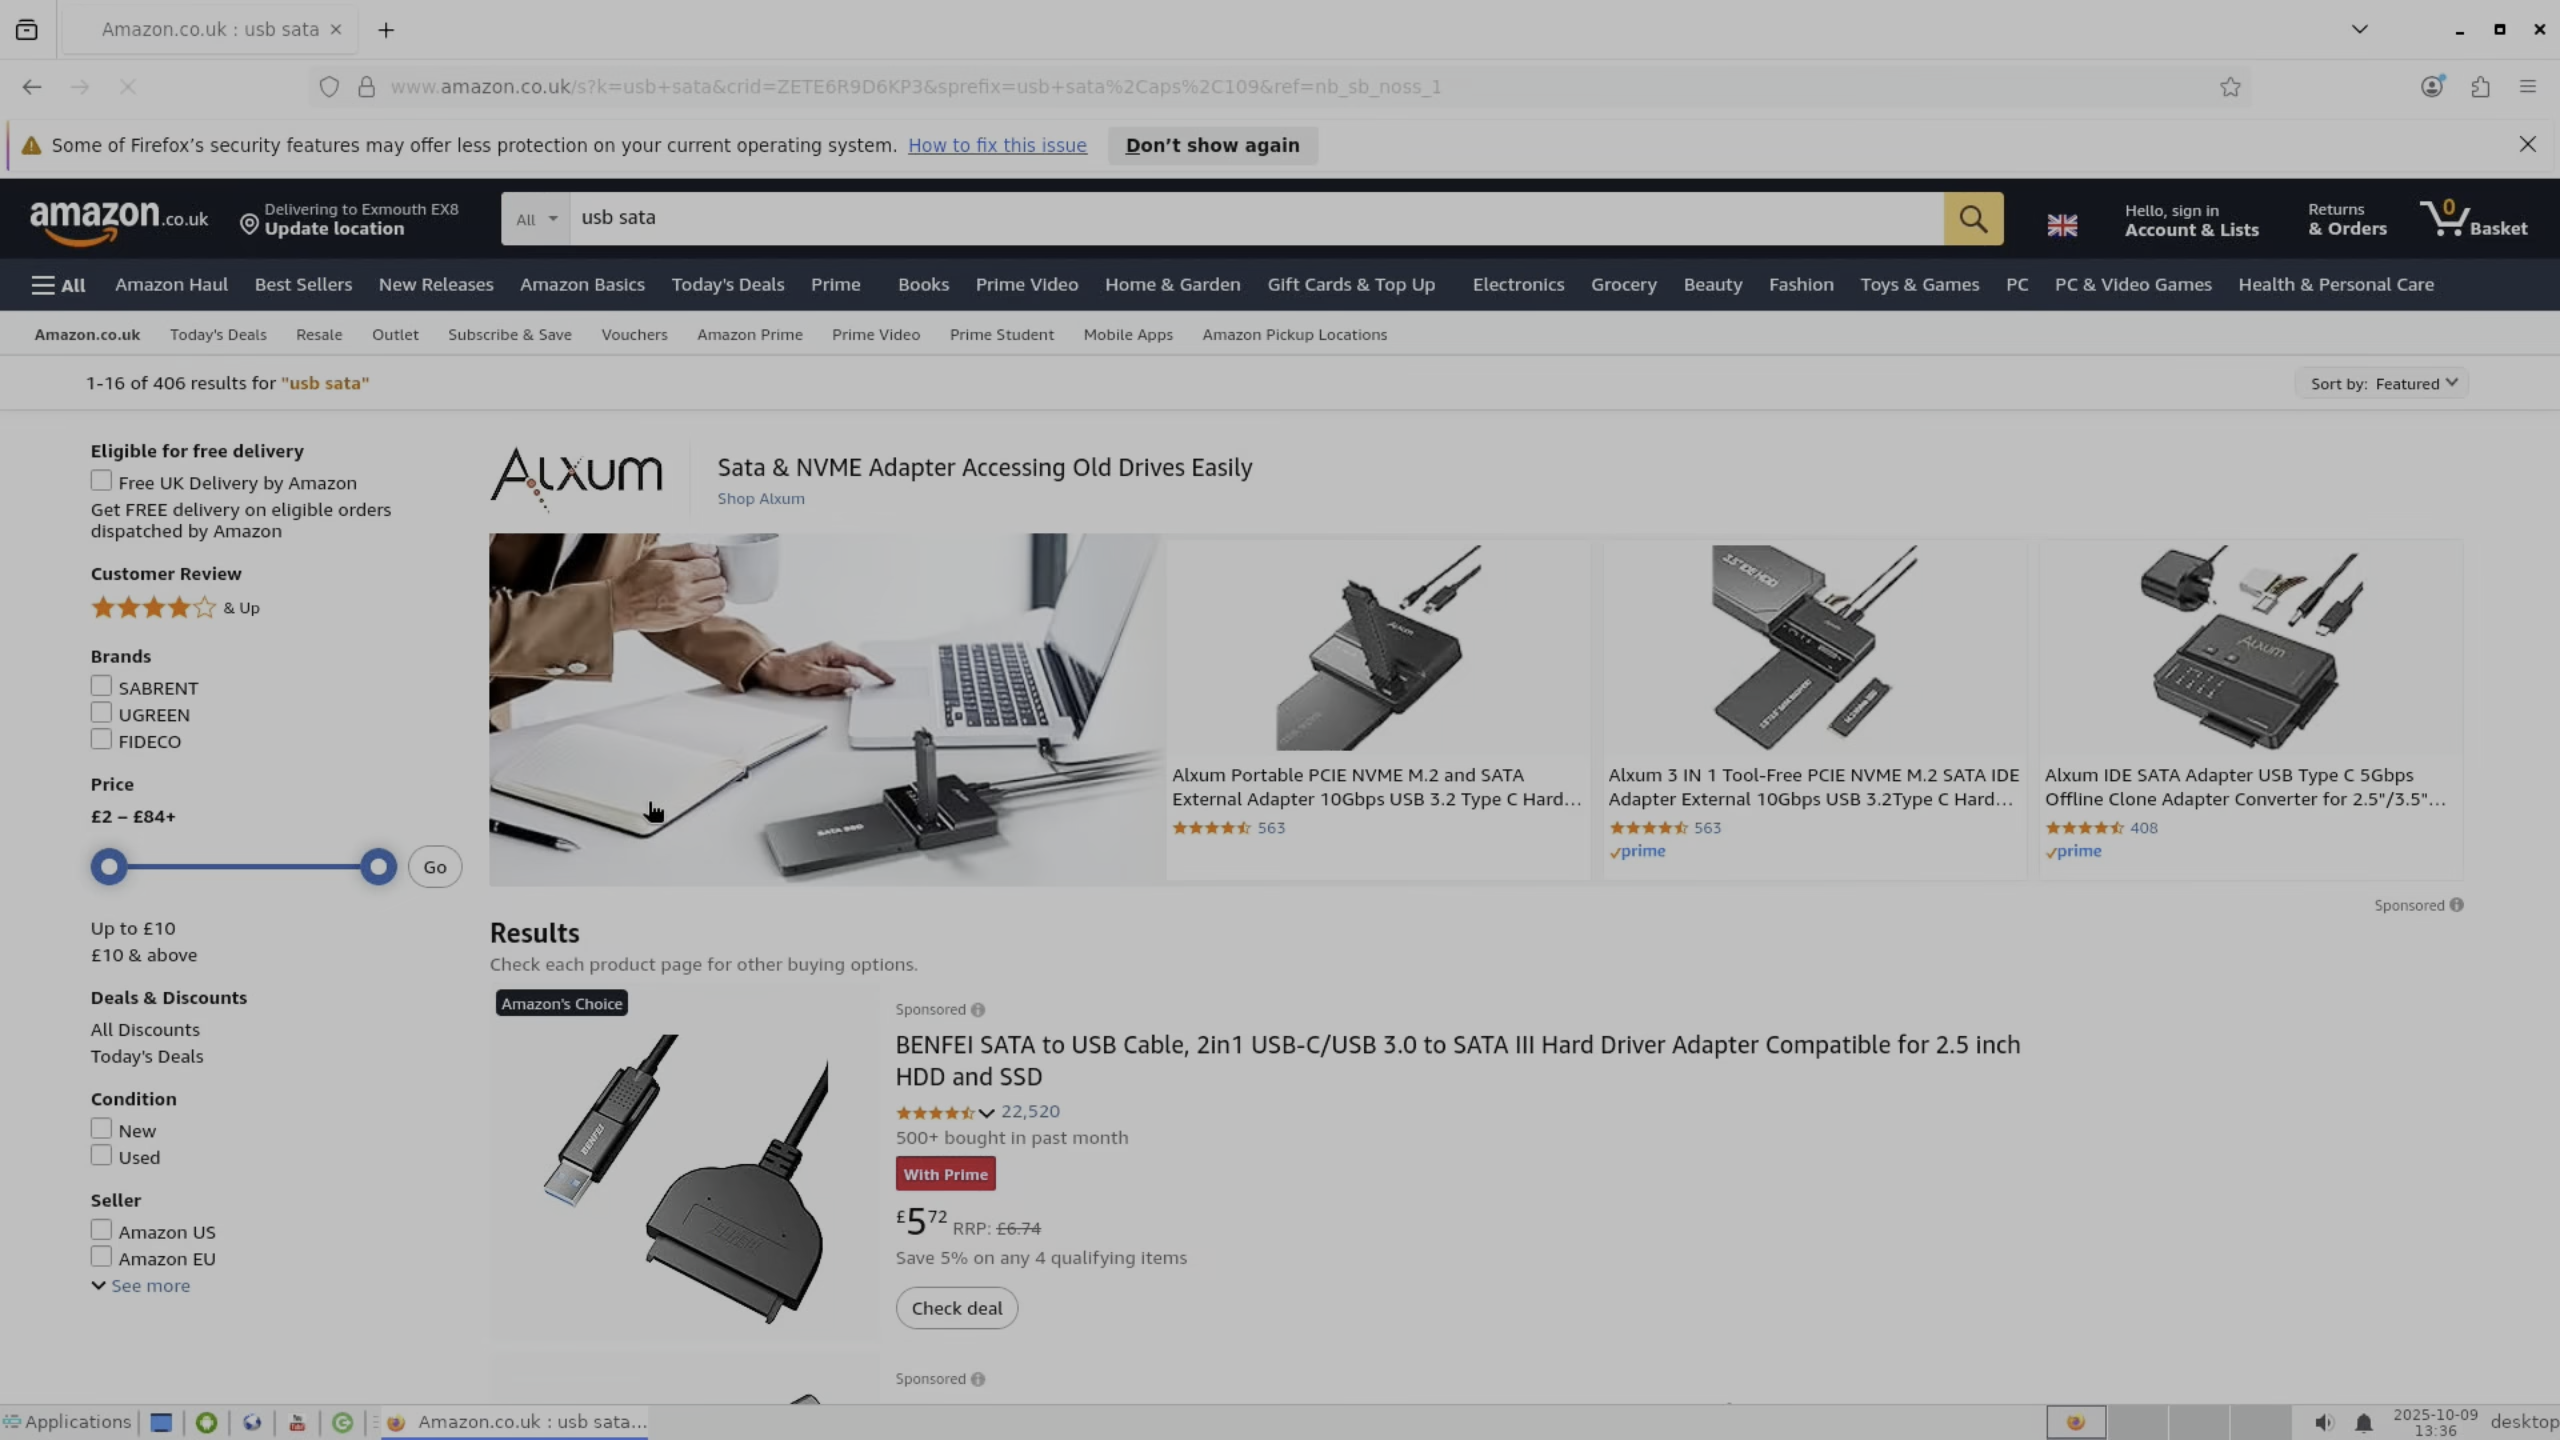 Amazon.co.uk : usb sata
www.amazon.co.uk/s?k=usb+sata&crid=ZETE6R9D6KP3&sprefix=usb+sata%2Caps%2C109&ref=nb_sb_noss_1
Some of Firefox’s security features may offer less protection on your current operating system. How to fix this issue Don’t show again
amazon.co.uk
Delivering to Exmouth EX8
Update location
All usb sata
Hello, sign in
Account & Lists
Returns
& Orders
0
Basket
All Amazon Haul Best Sellers New Releases Amazon Basics Today's Deals Prime Books Prime Video Home & Garden Gift Cards & Top Up Electronics Grocery Beauty Fashion Toys & Games PC PC & Video Games Health & Personal Care
Amazon.co.uk Today's Deals Resale Outlet Subscribe & Save Vouchers Amazon Prime Prime Video Prime Student Mobile Apps Amazon Pickup Locations
1-16 of 406 results for "usb sata"
Sort by: Featured
Eligible for free delivery
Free UK Delivery by Amazon
Get FREE delivery on eligible orders
dispatched by Amazon
Customer Review
& Up
Brands
SABRENT
UGREEN
FIDECO
Price
£2 – £84+
Go
Up to £10
£10 & above
Deals & Discounts
All Discounts
Today's Deals
Condition
New
Used
Seller
Amazon US
Amazon EU
See more
Alxum
Sata & NVME Adapter Accessing Old Drives Easily
Shop Alxum
SATA SSD
Alxum Portable PCIE NVME M.2 and SATA
External Adapter 10Gbps USB 3.2 Type C Hard…
563
3.5'IDE HDD
Alxum 3 IN 1 Tool-Free PCIE NVME M.2 SATA IDE
Adapter External 10Gbps USB 3.2Type C Hard…
563
prime
Alxum
Alxum IDE SATA Adapter USB Type C 5Gbps
Offline Clone Adapter Converter for 2.5"/3.5"…
408
prime
Sponsored
Results
Check each product page for other buying options.
Amazon's Choice
BENFEI
Sponsored
BENFEI SATA to USB Cable, 2in1 USB-C/USB 3.0 to SATA III Hard Driver Adapter Compatible for 2.5 inch
HDD and SSD
22,520
500+ bought in past month
With Prime
£5 72 RRP: £6.74
Save 5% on any 4 qualifying items
Check deal
Sponsored
Applications
Amazon.co.uk : usb sata...
2025-10-09
13:36
desktop